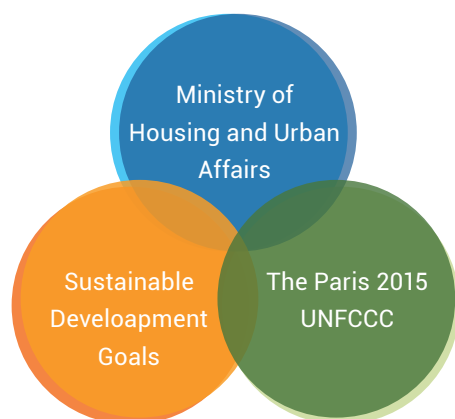 Ministry of
Housing and Urban
Affairs
Sustainable
Develoapment
Goals
The Paris 2015
UNFCCC